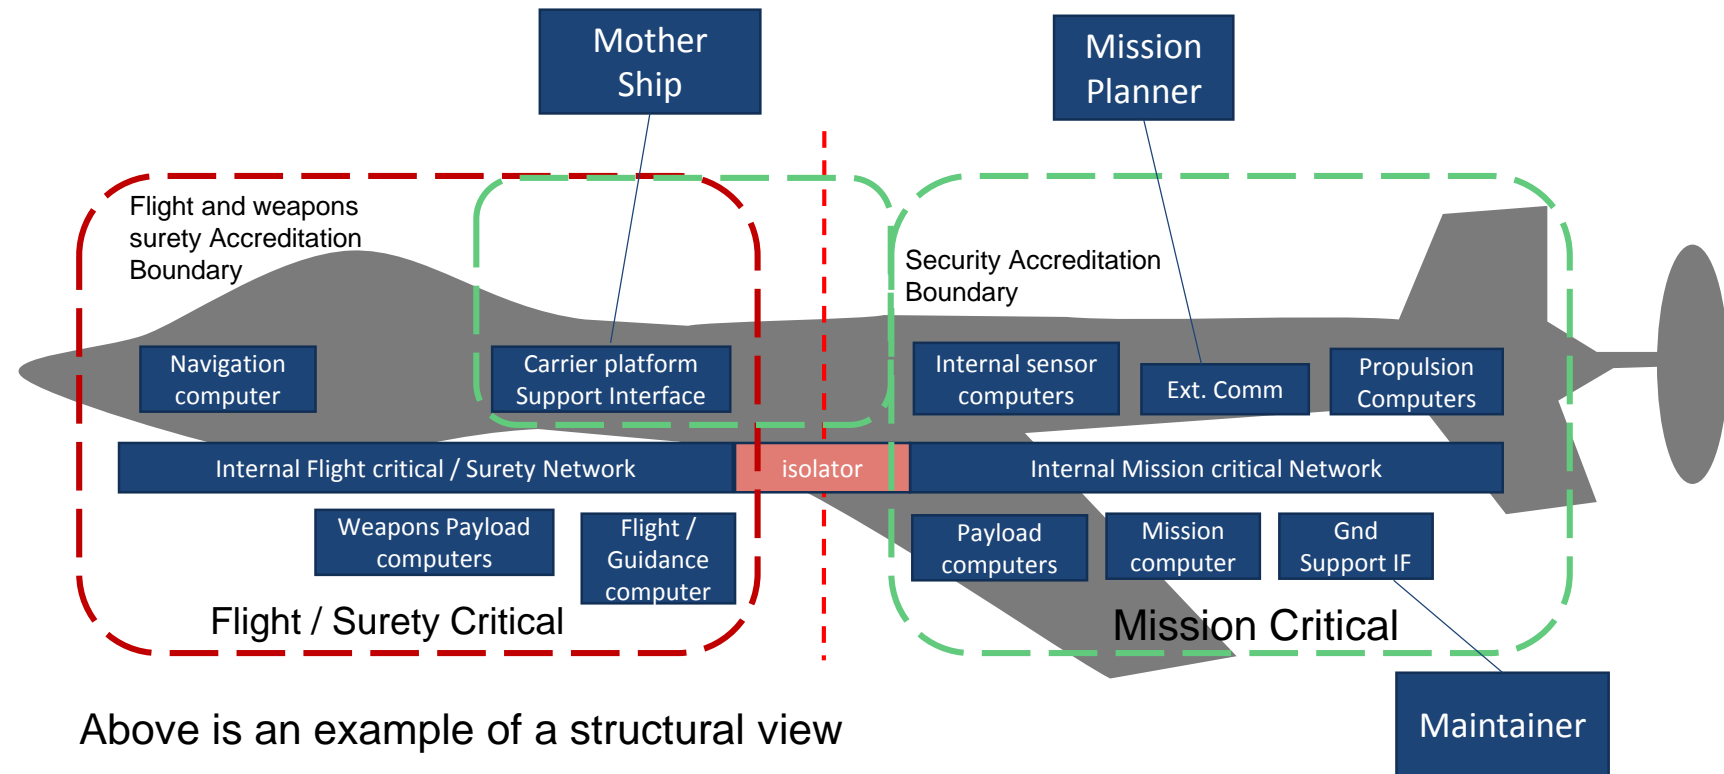 Mother
Ship
Mission
Planner
Flight and weapons
surety Accreditation
Boundary
Security Accreditation
Boundary
Navigation
computer
Carrier platform
Support Interface
Internal sensor
computers
Ext. Comm
Propulsion
Computers
Internal Flight critical / Surety Network
isolator
Internal Mission critical Network
Weapons Payload
computers
Flight /
Guidance
computer
Payload
computers
Mission
computer
Gnd
Support IF
Flight / Surety Critical
Mission Critical
Maintainer
Above is an example of a structural view